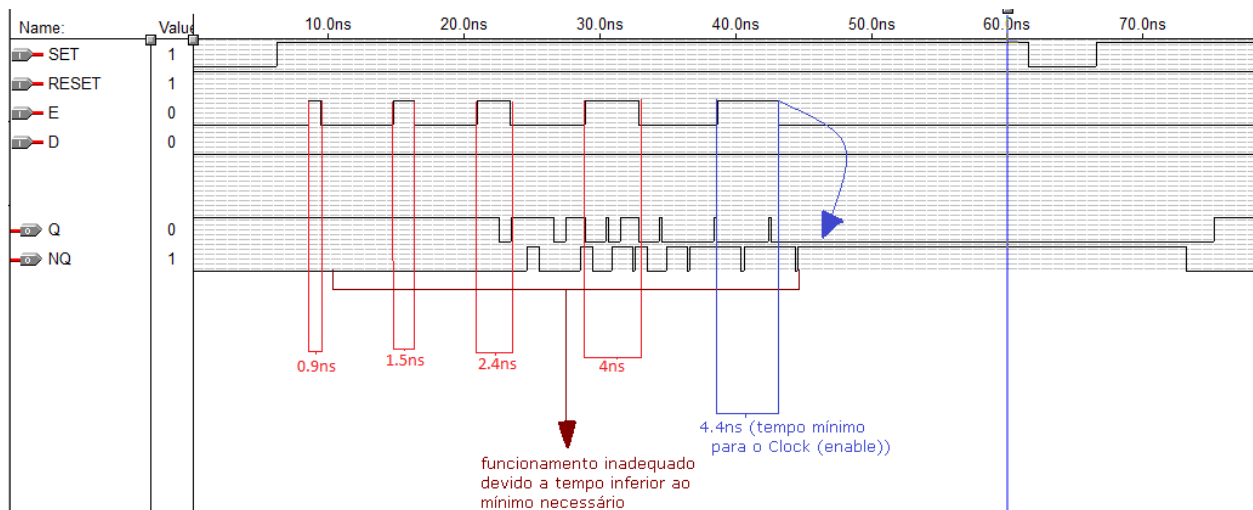 Name:
Value
10.0ns 20.0ns 30.0ns 40.0ns 50.0ns 60.0ns 70.0ns
SET 1
RESET 1
E 0
D 0
Q 0
NQ 1
0.9ns 1.5ns 2.4ns 4ns
4.4ns (tempo mínimo
para o Clock (enable))
funcionamento inadequado
devido a tempo inferior ao
mínimo necessário